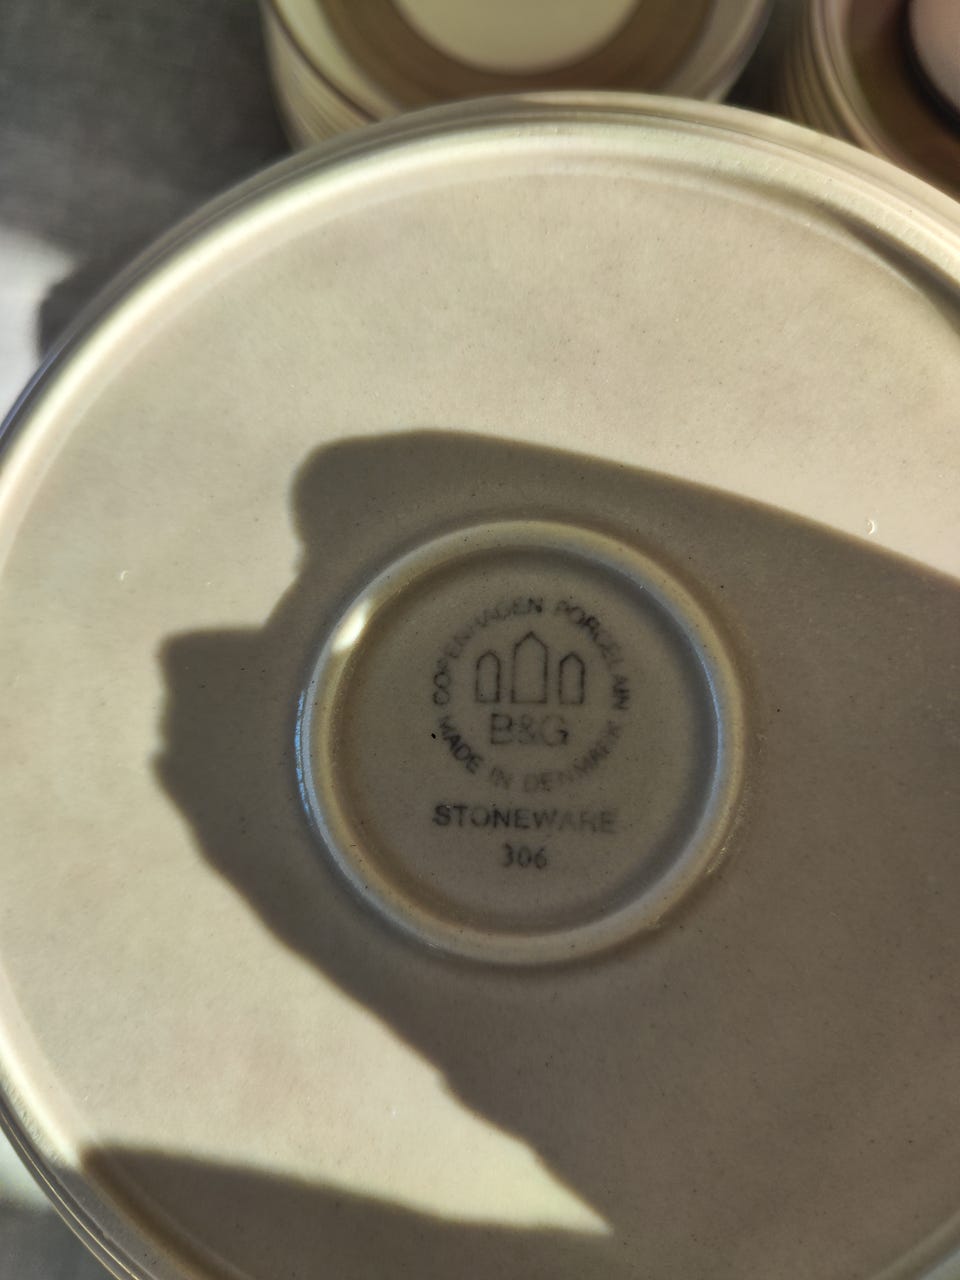 COPENHAGEN PORCELAIN
B&G
MADE IN DENMARK
STONEWARE
306